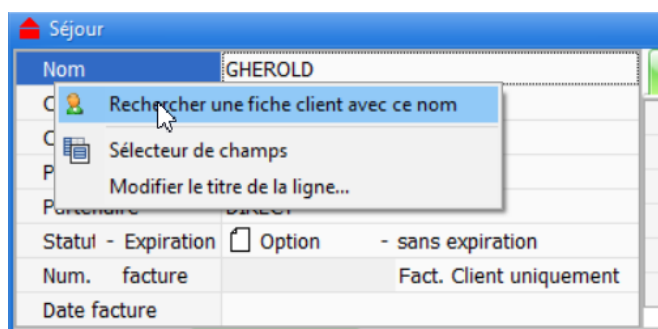 Séjour
Nom GHEROLD
Rechercher une fiche client avec ce nom
Sélecteur de champs
Modifier le titre de la ligne...
DIRECT
Statut - Expiration Option - sans expiration
Num. facture Fact. Client uniquement
Date facture